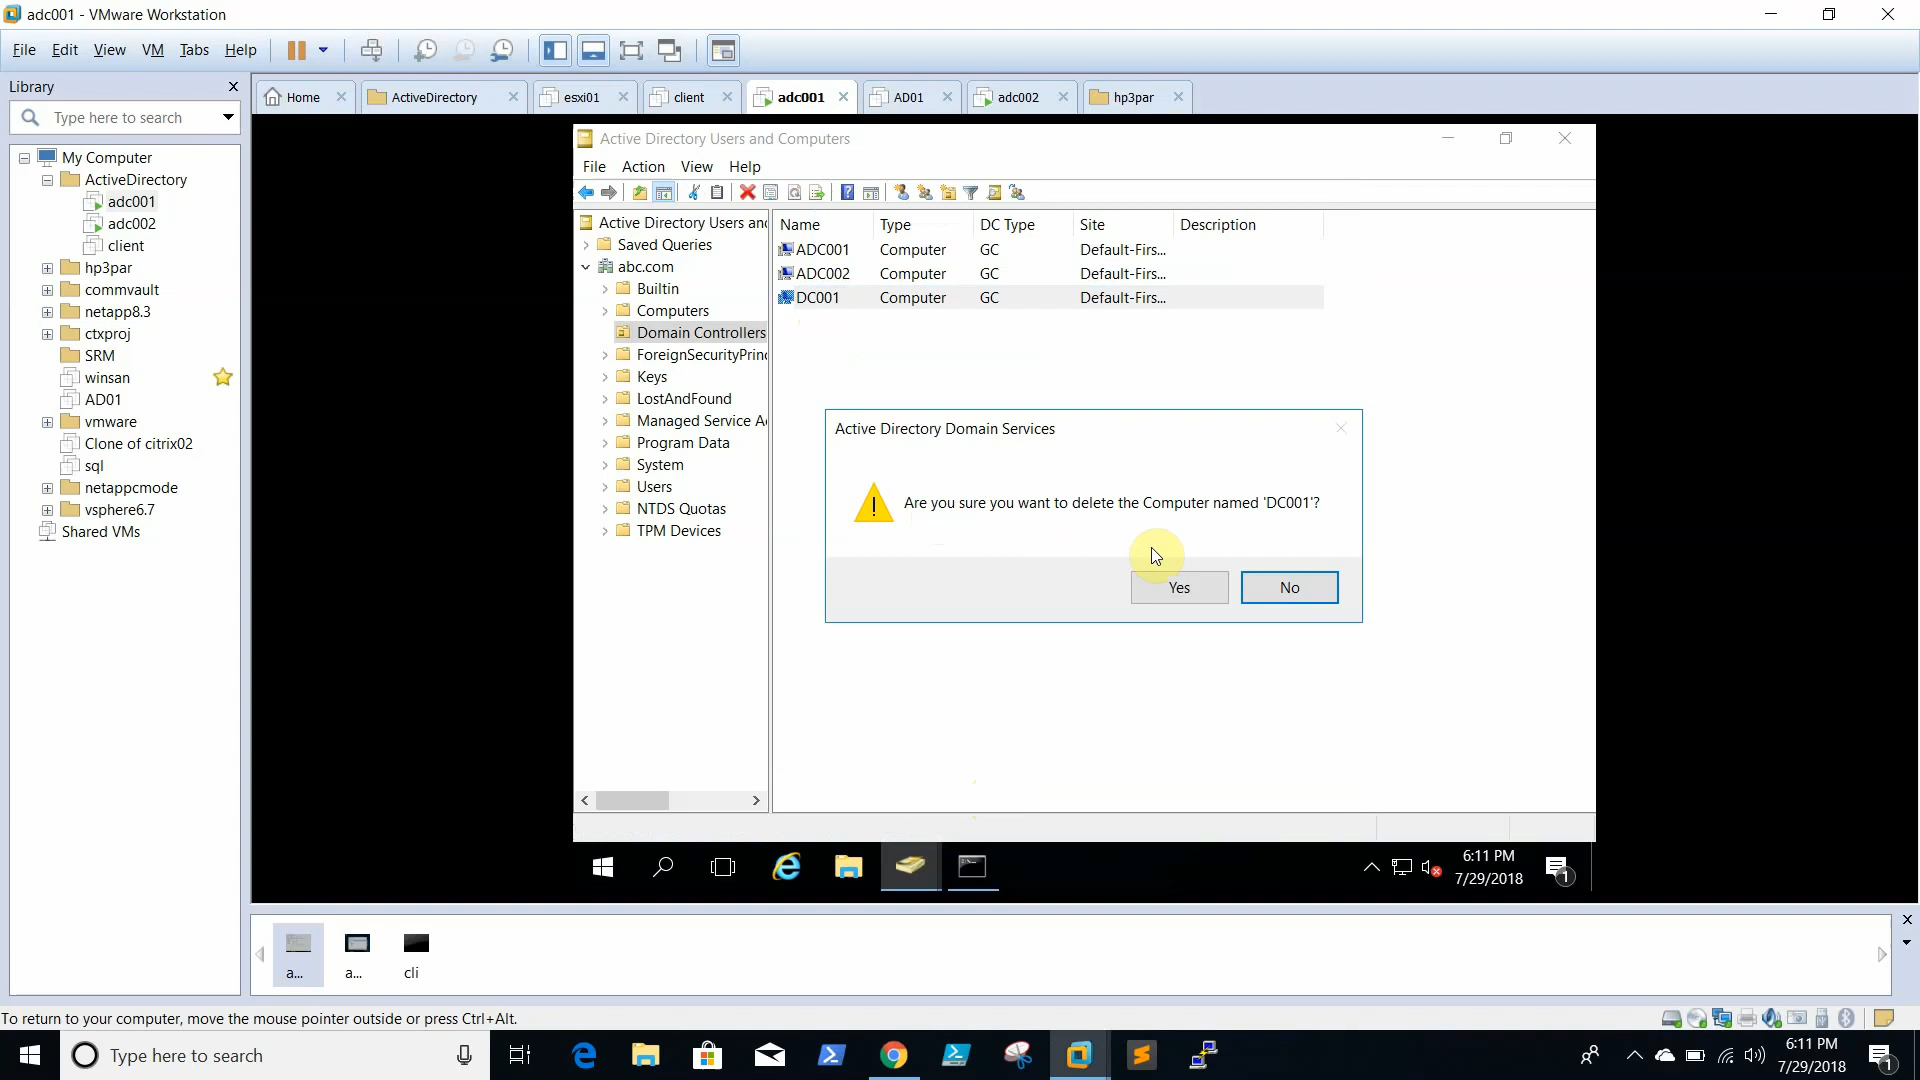 adc001 - VMware Workstation
File Edit View VM Tabs Help
Library
Type here to search
Home
ActiveDirectory
esxi01
client
adc001
AD01
adc002
hp3par
My Computer
ActiveDirectory
adc001
adc002
client
hp3par
commvault
netapp8.3
ctxproj
SRM
winsan
AD01
vmware
Clone of citrix02
sql
netappcmode
vsphere6.7
Shared VMs
Active Directory Users and Computers
File Action View Help
Active Directory Users and
Saved Queries
abc.com
Builtin
Computers
Domain Controllers
ForeignSecurityPrinc
Keys
LostAndFound
Managed Service Ac
Program Data
System
Users
NTDS Quotas
TPM Devices
Name Type DC Type Site Description
ADC001 Computer GC Default-Firs...
ADC002 Computer GC Default-Firs...
DC001 Computer GC Default-Firs...
Active Directory Domain Services
Are you sure you want to delete the Computer named 'DC001'?
Yes No
6:11 PM
7/29/2018
1
a...
a...
cli
To return to your computer, move the mouse pointer outside or press Ctrl+Alt.
Type here to search
6:11 PM
7/29/2018
1